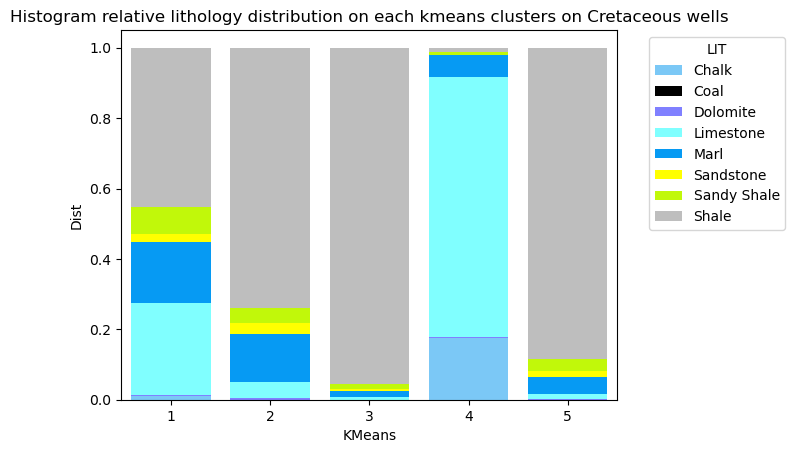 Histogram relative lithology distribution on each kmeans clusters on Cretaceous wells
1.0
0.8
0.6
0.4
0.2
0.0
Dist
1 2 3 4 5
KMeans
LIT
Chalk
Coal
Dolomite
Limestone
Marl
Sandstone
Sandy Shale
Shale